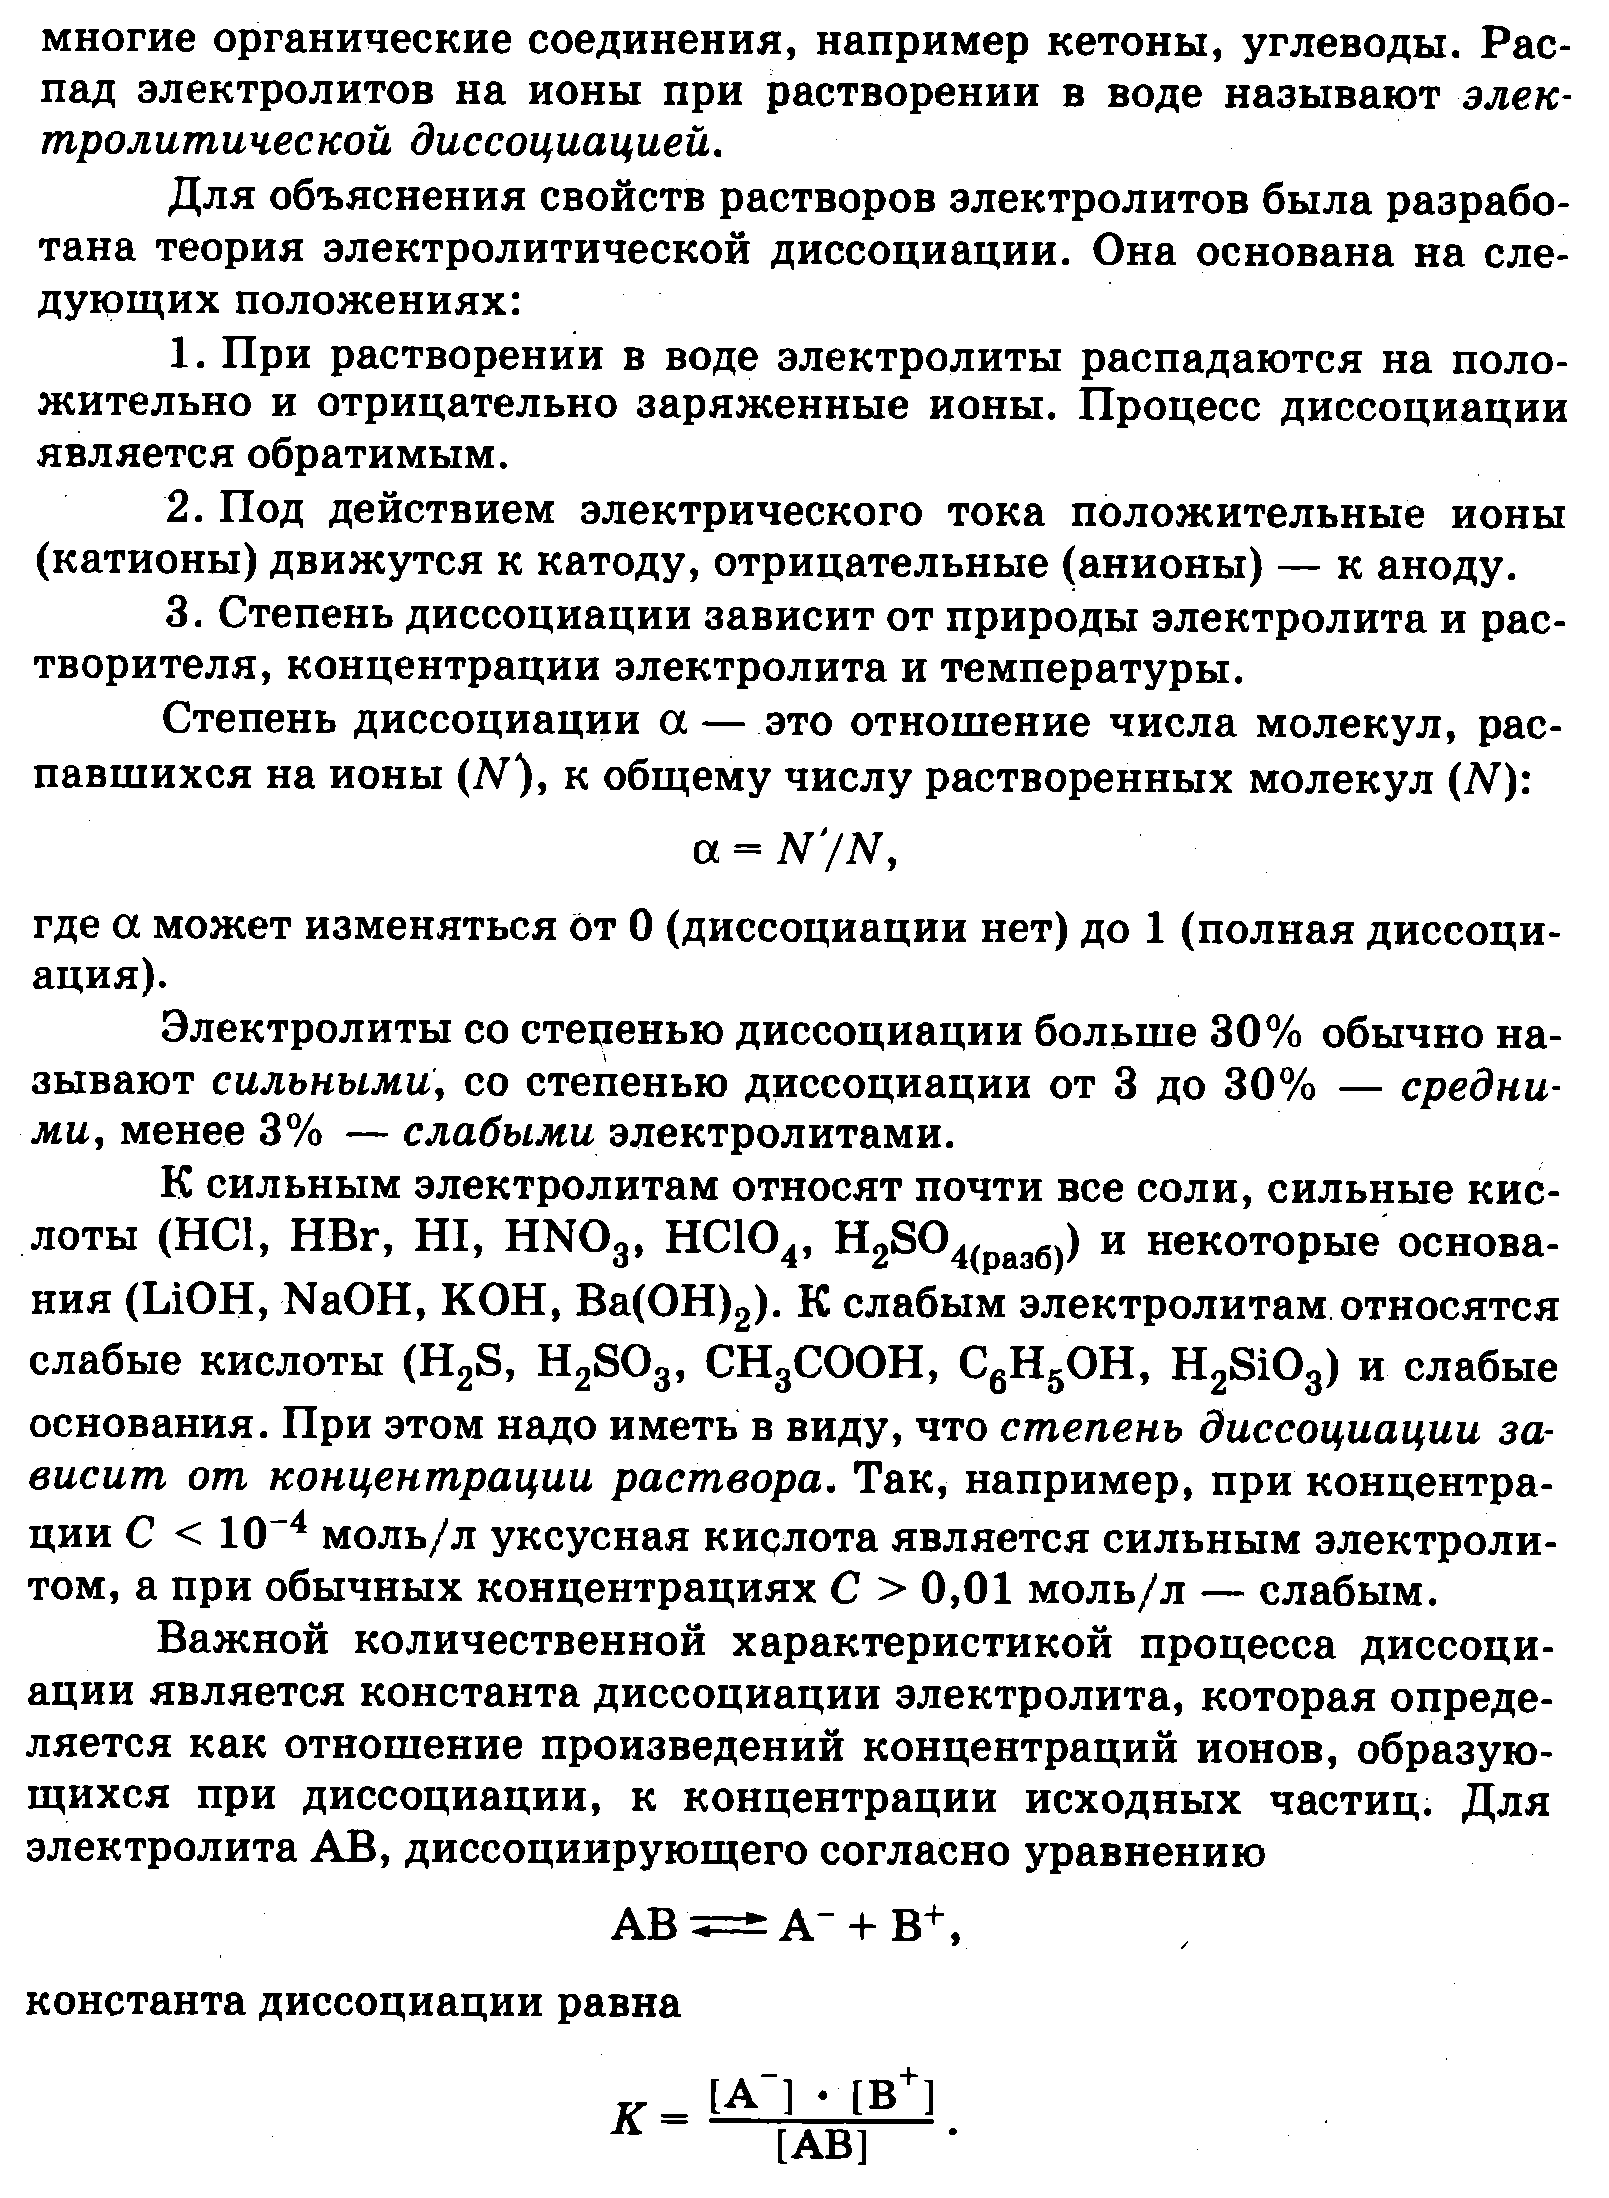 многие органические соединения, например кетоны, углеводы. Рас-
пад электролитов на ионы при растворении в воде называют элек-
тролитической диссоциацией.
Для объяснения свойств растворов электролитов была разрабо-
тана теория электролитической диссоциации. Она основана на сле-
дующих положениях:
1. При растворении в воде электролиты распадаются на поло-
жительно и отрицательно заряженные ионы. Процесс диссоциации
является обратимым.
2. Под действием электрического тока положительные ионы
(катионы) движутся к катоду, отрицательные (анионы) — к аноду.
3. Степень диссоциации зависит от природы электролита и рас-
творителя, концентрации электролита и температуры.
Степень диссоциации α — это отношение числа молекул, рас-
павшихся на ионы (N′), к общему числу растворенных молекул (N):
α = N′/N,
где α может изменяться от 0 (диссоциации нет) до 1 (полная диссоци-
ация).
Электролиты со степенью диссоциации больше 30% обычно на-
зывают сильными, со степенью диссоциации от 3 до 30% — средни-
ми, менее 3% — слабыми электролитами.
К сильным электролитам относят почти все соли, сильные кис-
лоты (HCl, HBr, HI, HNO₃, HClO₄, H₂SO₄(разб)) и некоторые основа-
ния (LiOH, NaOH, KOH, Ba(OH)₂). К слабым электролитам относятся
слабые кислоты (H₂S, H₂SO₃, CH₃COOH, C₆H₅OH, H₂SiO₃) и слабые
основания. При этом надо иметь в виду, что степень диссоциации за-
висит от концентрации раствора. Так, например, при концентра-
ции C < 10⁻⁴ моль/л уксусная кислота является сильным электроли-
том, а при обычных концентрациях C > 0,01 моль/л — слабым.
Важной количественной характеристикой процесса диссоци-
ации является константа диссоциации электролита, которая опреде-
ляется как отношение произведений концентраций ионов, образую-
щихся при диссоциации, к концентрации исходных частиц. Для
электролита AB, диссоциирующего согласно уравнению
AB ⇌ A⁻ + B⁺,
константа диссоциации равна
K = [A⁻] · [B⁺] / [AB].